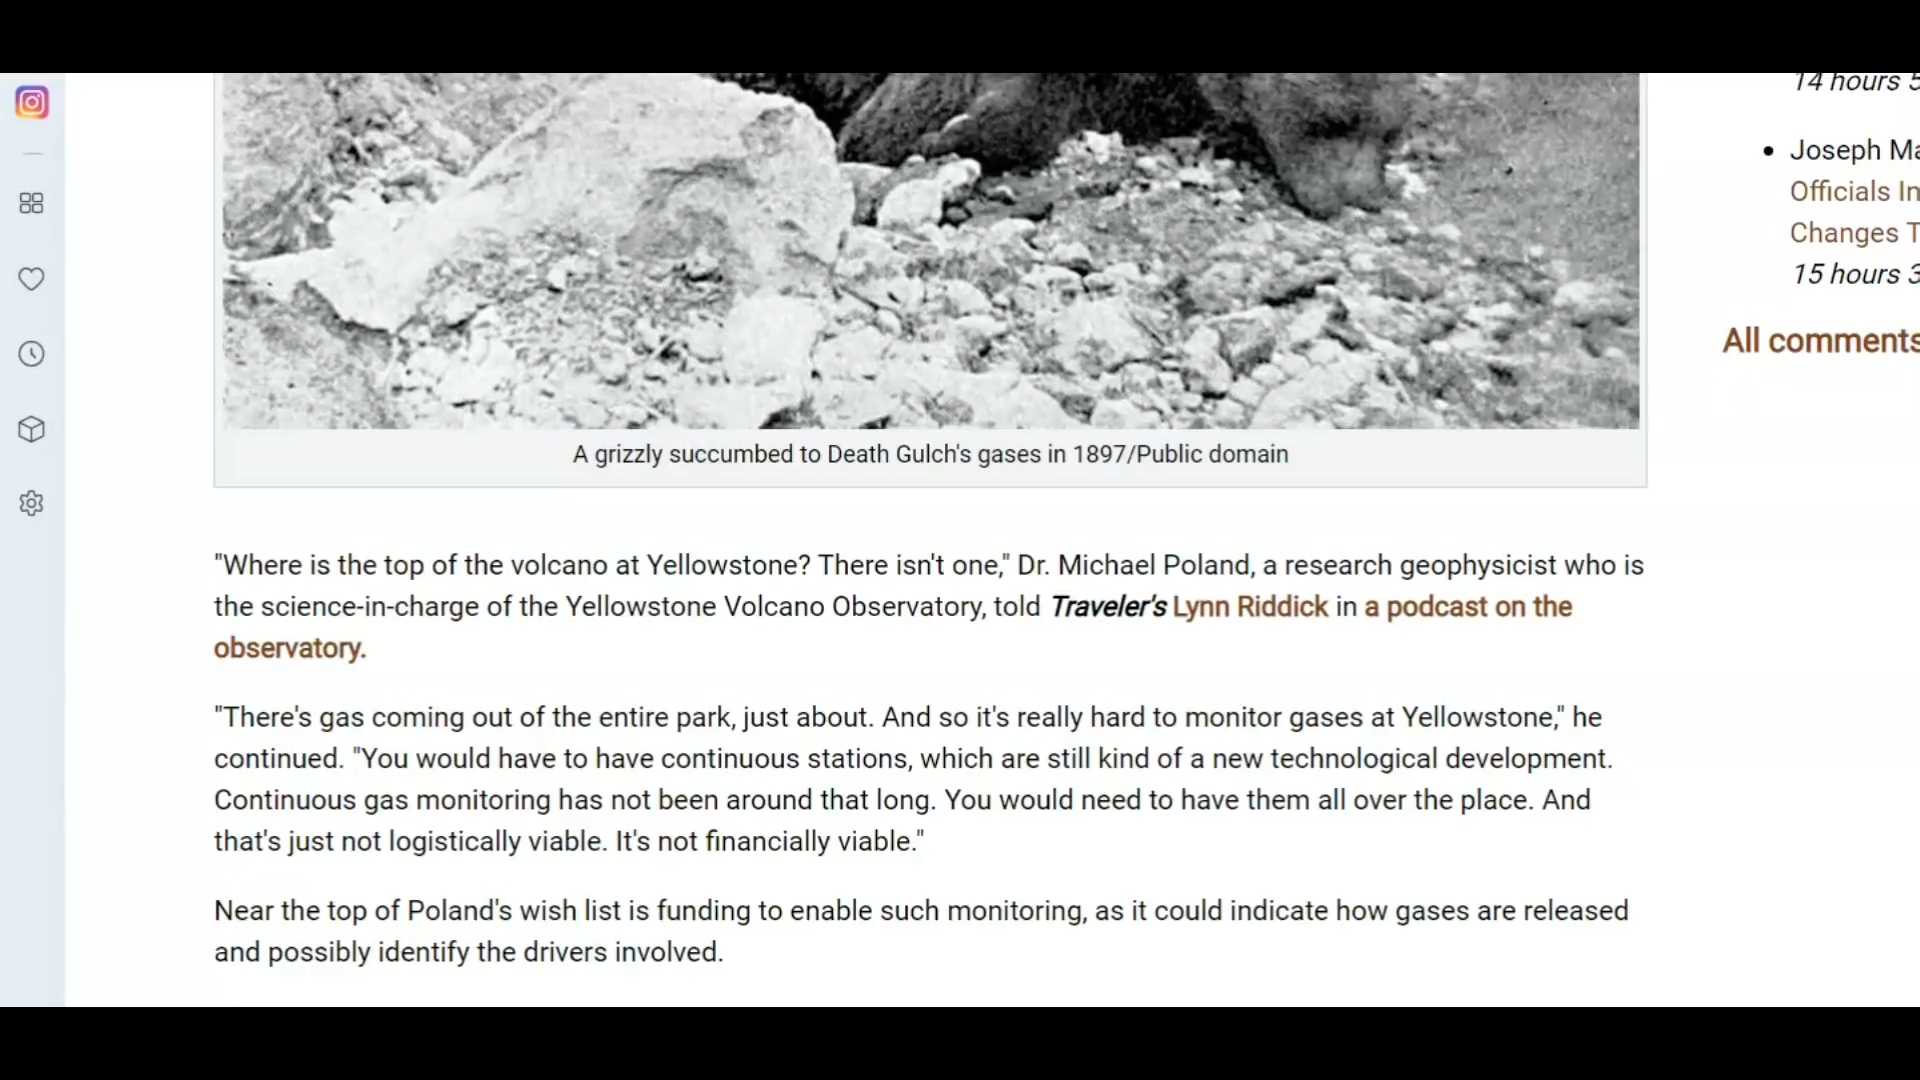 14 hours
Joseph
Officials
Changes
15 hours
All comments
A grizzly succumbed to Death Gulch's gases in 1897/Public domain
"Where is the top of the volcano at Yellowstone? There isn't one," Dr. Michael Poland, a research geophysicist who is
the science-in-charge of the Yellowstone Volcano Observatory, told Traveler's Lynn Riddick in a podcast on the
observatory.
"There's gas coming out of the entire park, just about. And so it's really hard to monitor gases at Yellowstone," he
continued. "You would have to have continuous stations, which are still kind of a new technological development.
Continuous gas monitoring has not been around that long. You would need to have them all over the place. And
that's just not logistically viable. It's not financially viable."
Near the top of Poland's wish list is funding to enable such monitoring, as it could indicate how gases are released
and possibly identify the drivers involved.